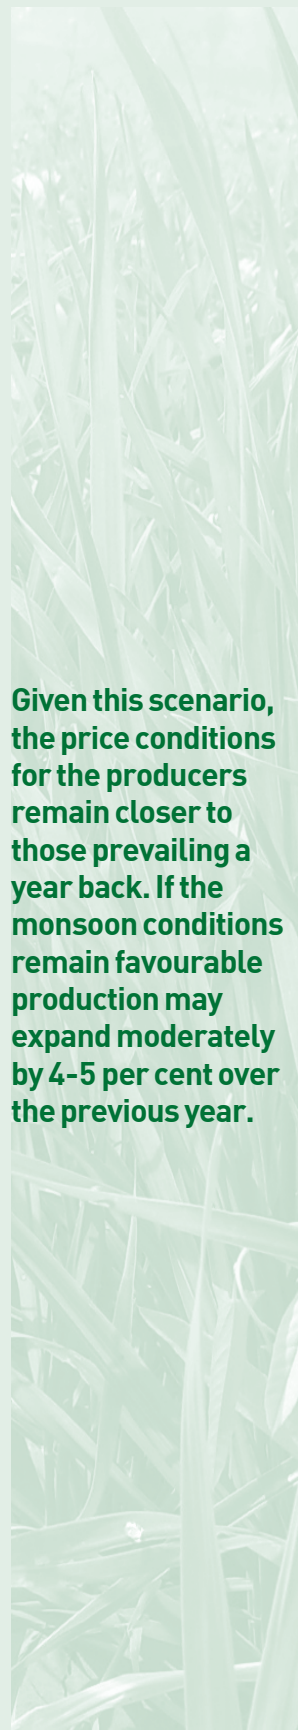 Given this scenario,
the price conditions
for the producers
remain closer to
those prevailing a
year back. If the
monsoon conditions
remain favourable
production may
expand moderately
by 4-5 per cent over
the previous year.